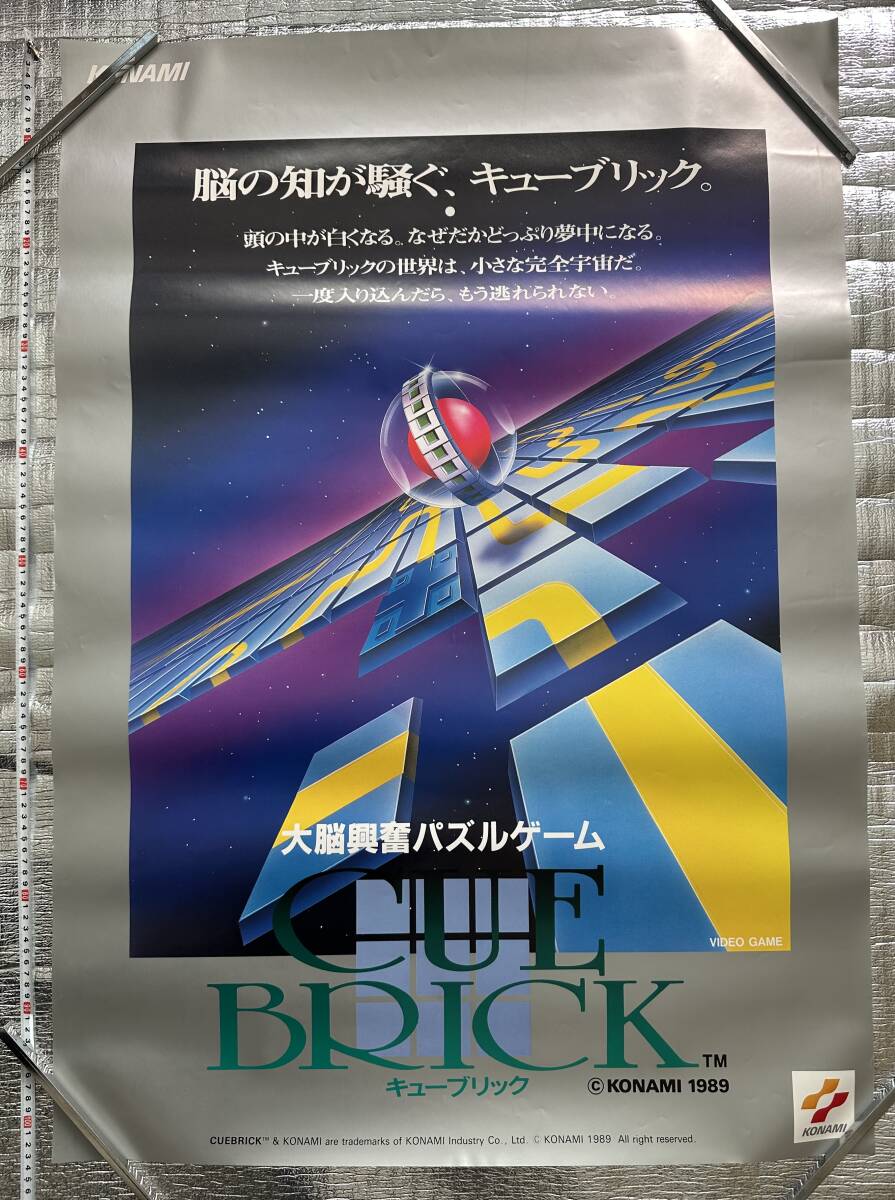 KONAMI
脳の知が騒ぐ、キューブリック。
頭の中が白くなる。なぜだかどっぷり夢中になる。
キューブリックの世界は、小さな完全宇宙だ。
一度入り込んだら、もう逃れられない。
大脳興奮パズルゲーム
VIDEO GAME
CUE
BRICK™
キューブリック
© KONAMI 1989
KONAMI
CUEBRICK™ & KONAMI are trademarks of KONAMI Industry Co., Ltd. © KONAMI 1989 All right reserved.